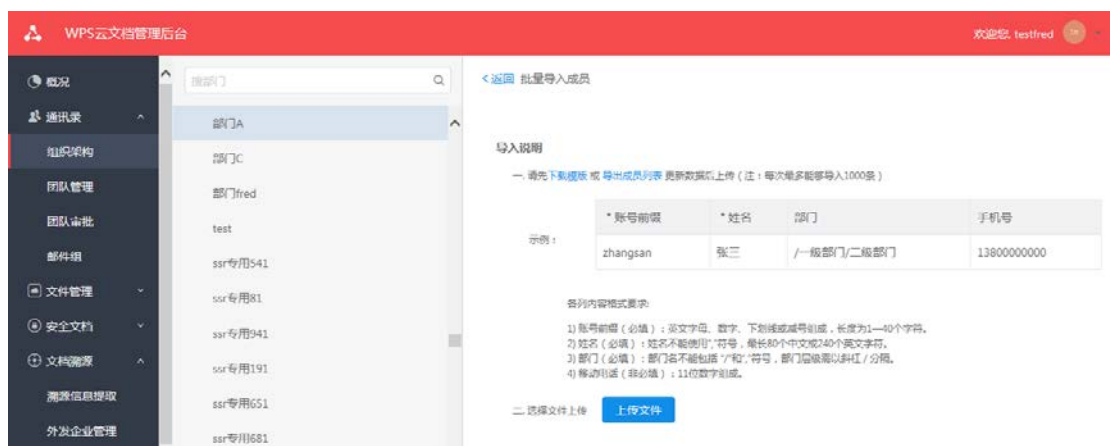 WPS云文档管理后台
欢迎您, testfred
概况
通讯录
组织架构
团队管理
团队审批
邮件组
文件管理
安全文档
文档溯源
溯源信息提取
外发企业管理
搜部门
部门A
部门C
部门fred
test
ssr专用541
ssr专用81
ssr专用941
ssr专用191
ssr专用651
ssr专用681
<返回 批量导入成员
导入说明
一. 请先下载模版 或 导出成员列表 更新数据后上传（注：每次最多能够导入1000条）
示例：
*账号前缀 *姓名 部门 手机号
zhangsan 张三 /一级部门/二级部门 13800000000
各列内容格式要求:
1) 账号前缀（必填）: 英文字母、数字、下划线或减号组成，长度为1—40个字符。
2) 姓名（必填）: 姓名不能使用","符号，最长80个中文或240个英文字符。
3) 部门（必填）: 部门名不能包括"/"和","符号，部门层级需以斜杠 / 分隔。
4) 移动电话（非必填）: 11位数字组成。
二. 选择文件上传 上传文件